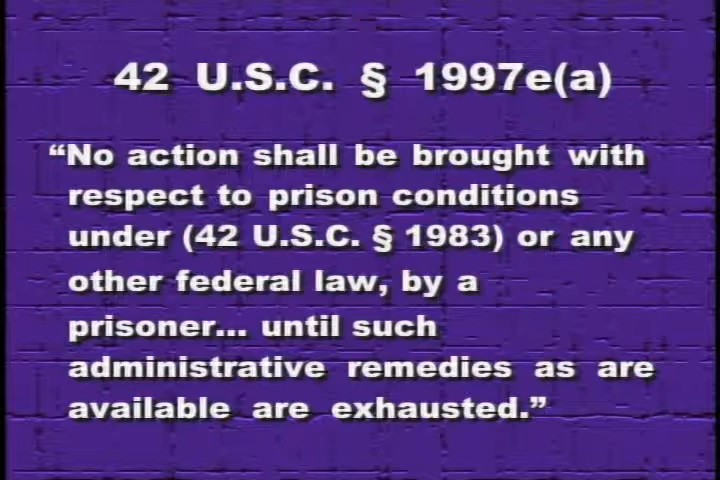 42 U.S.C. § 1997e(a)
“No action shall be brought with
respect to prison conditions
under (42 U.S.C. § 1983) or any
other federal law, by a
prisoner... until such
administrative remedies as are
available are exhausted.”